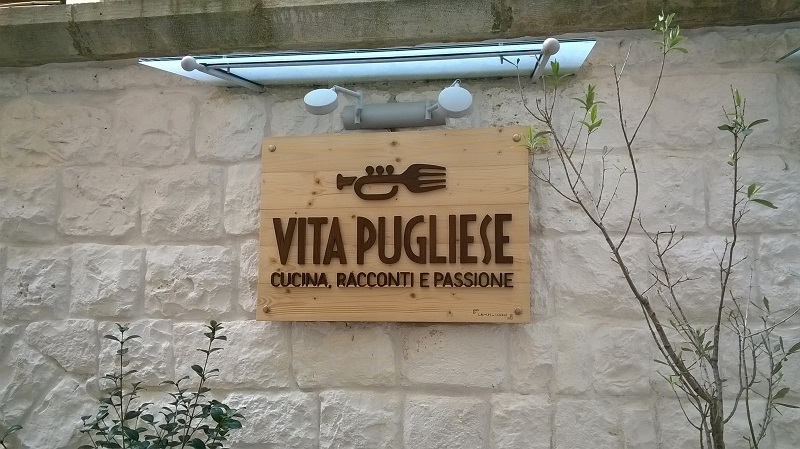 VITA PUGLIESE
CUCINA, RACCONTI E PASSIONE